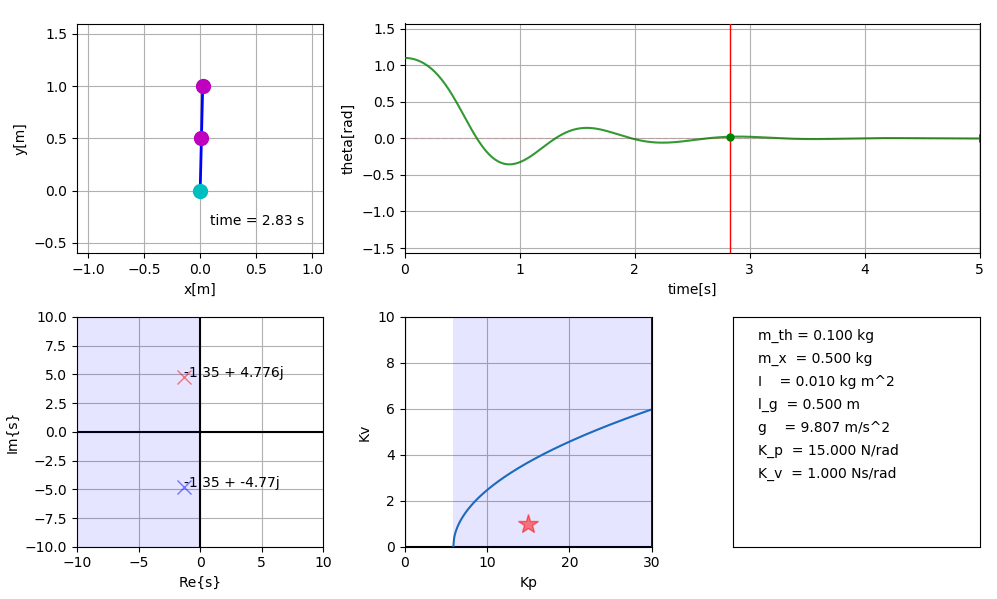 1.5
1.0
0.5
0.0
−0.5
y[m]
time = 2.83 s
−1.0
−0.5
0.0
0.5
1.0
x[m]
1.5
1.0
0.5
0.0
−0.5
−1.0
−1.5
theta[rad]
0
1
2
3
4
5
time[s]
10.0
7.5
5.0
2.5
0.0
−2.5
−5.0
−7.5
−10.0
Im{s}
-1.35 + 4.776j
-1.35 + -4.77j
−10
−5
0
5
10
Re{s}
10
8
6
4
2
0
Kv
0
10
20
30
Kp
m_th = 0.100 kg
m_x = 0.500 kg
I = 0.010 kg m^2
l_g = 0.500 m
g = 9.807 m/s^2
K_p = 15.000 N/rad
K_v = 1.000 Ns/rad